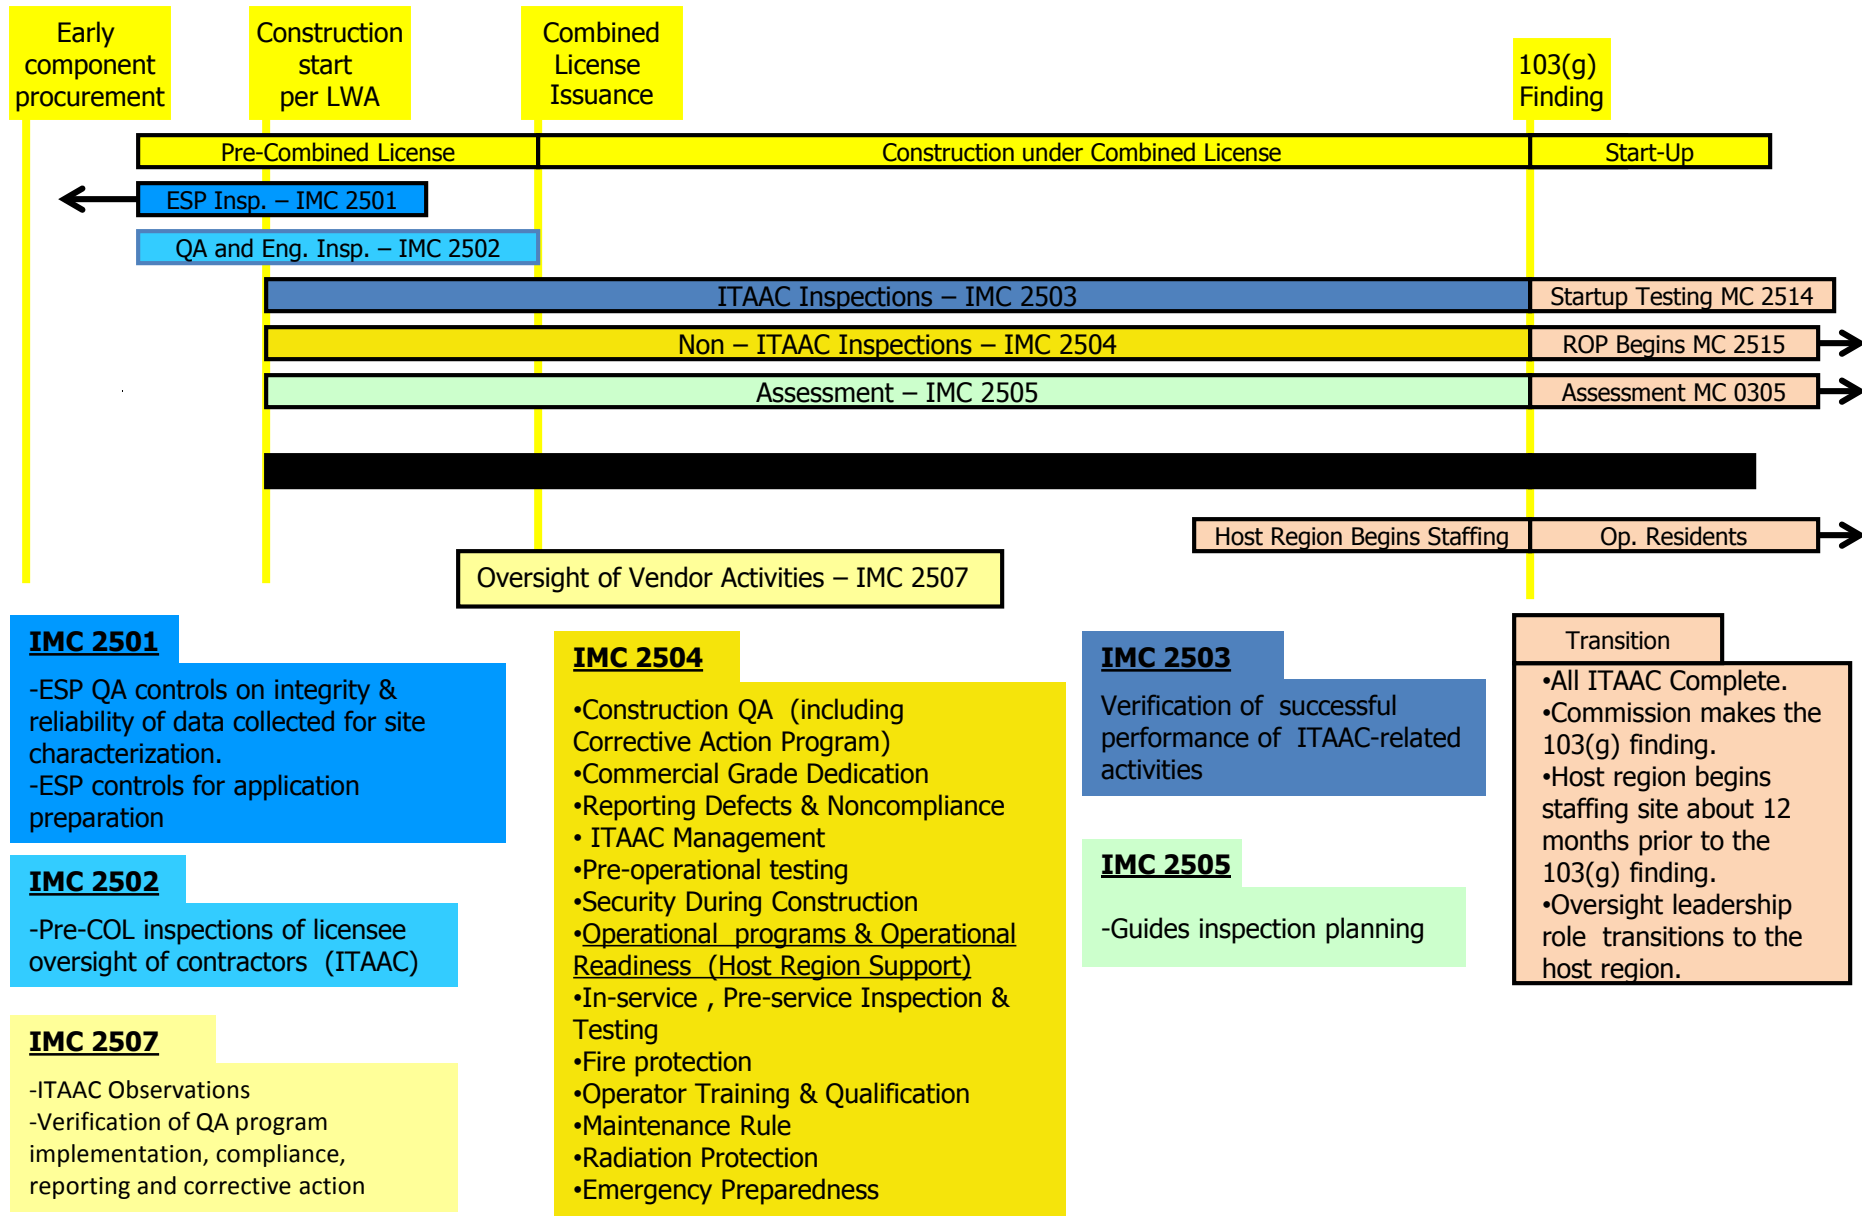 Early
component
procurement
Construction
start
per LWA
Combined
License
Issuance
103(g)
Finding
Pre-Combined License
Construction under Combined License
Start-Up
ESP Insp. – IMC 2501
QA and Eng. Insp. – IMC 2502
ITAAC Inspections – IMC 2503
Startup Testing MC 2514
Non – ITAAC Inspections – IMC 2504
ROP Begins MC 2515
Assessment – IMC 2505
Assessment MC 0305
Host Region Begins Staffing
Op. Residents
Oversight of Vendor Activities – IMC 2507
IMC 2501
-ESP QA controls on integrity &
reliability of data collected for site
characterization.
-ESP controls for application
preparation
IMC 2502
-Pre-COL inspections of licensee
oversight of contractors (ITAAC)
IMC 2507
-ITAAC Observations
-Verification of QA program
implementation, compliance,
reporting and corrective action
IMC 2504
•Construction QA (including
Corrective Action Program)
•Commercial Grade Dedication
•Reporting Defects & Noncompliance
• ITAAC Management
•Pre-operational testing
•Security During Construction
•Operational programs & Operational
Readiness (Host Region Support)
•In-service , Pre-service Inspection &
Testing
•Fire protection
•Operator Training & Qualification
•Maintenance Rule
•Radiation Protection
•Emergency Preparedness
IMC 2503
Verification of successful
performance of ITAAC-related
activities
IMC 2505
-Guides inspection planning
Transition
•All ITAAC Complete.
•Commission makes the
103(g) finding.
•Host region begins
staffing site about 12
months prior to the
103(g) finding.
•Oversight leadership
role transitions to the
host region.